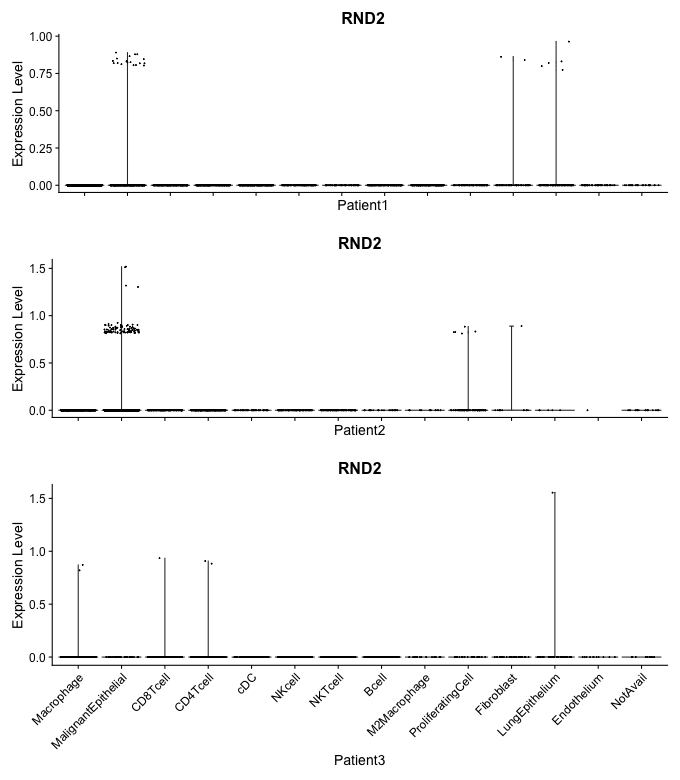 RND2
Expression Level
1.00
0.75
0.50
0.25
0.00
Patient1
RND2
Expression Level
1.5
1.0
0.5
0.0
Patient2
RND2
Expression Level
1.5
1.0
0.5
0.0
Macrophage
MalignantEpithelial
CD8Tcell
CD4Tcell
cDC
NKcell
NKTcell
Bcell
M2Macrophage
ProliferatingCell
Fibroblast
LungEpithelium
Endothelium
NotAvail
Patient3